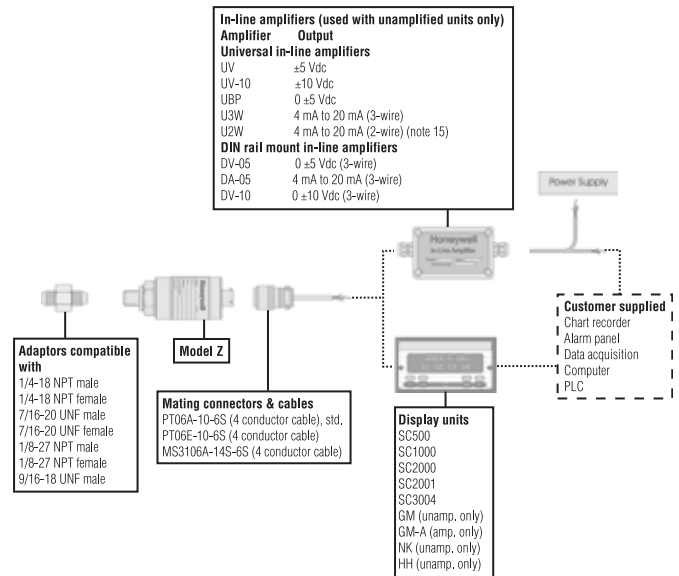 In-line amplifiers (used with unamplified units only)
Amplifier Output
Universal in-line amplifiers
UV ±5 Vdc
UV-10 ±10 Vdc
UBP 0 ±5 Vdc
U3W 4 mA to 20 mA (3-wire)
U2W 4 mA to 20 mA (2-wire) (note 15)
DIN rail mount in-line amplifiers
DV-05 0 ±5 Vdc (3-wire)
DA-05 4 mA to 20 mA (3-wire)
DV-10 0 ±10 Vdc (3-wire)
Power Supply
Honeywell
In-Line Amplifier
Customer supplied
Chart recorder
Alarm panel
Data acquisition
Computer
PLC
Model Z
Adaptors compatible
with
1/4-18 NPT male
1/4-18 NPT female
7/16-20 UNF male
7/16-20 UNF female
1/8-27 NPT male
1/8-27 NPT female
9/16-18 UNF male
Mating connectors & cables
PT06A-10-6S (4 conductor cable), std.
PT06E-10-6S (4 conductor cable)
MS3106A-14S-6S (4 conductor cable)
Display units
SC500
SC1000
SC2000
SC2001
SC3004
GM (unamp. only)
GM-A (amp. only)
NK (unamp. only)
HH (unamp. only)